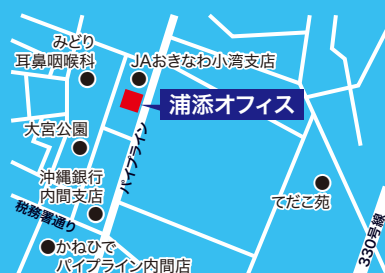 みどり
耳鼻咽喉科
JAおきなわ小湾支店
浦添オフィス
大宮公園
パイプライン
沖縄銀行
内間支店
てだこ苑
税務署通り
330号線
かねひで
パイプライン内間店